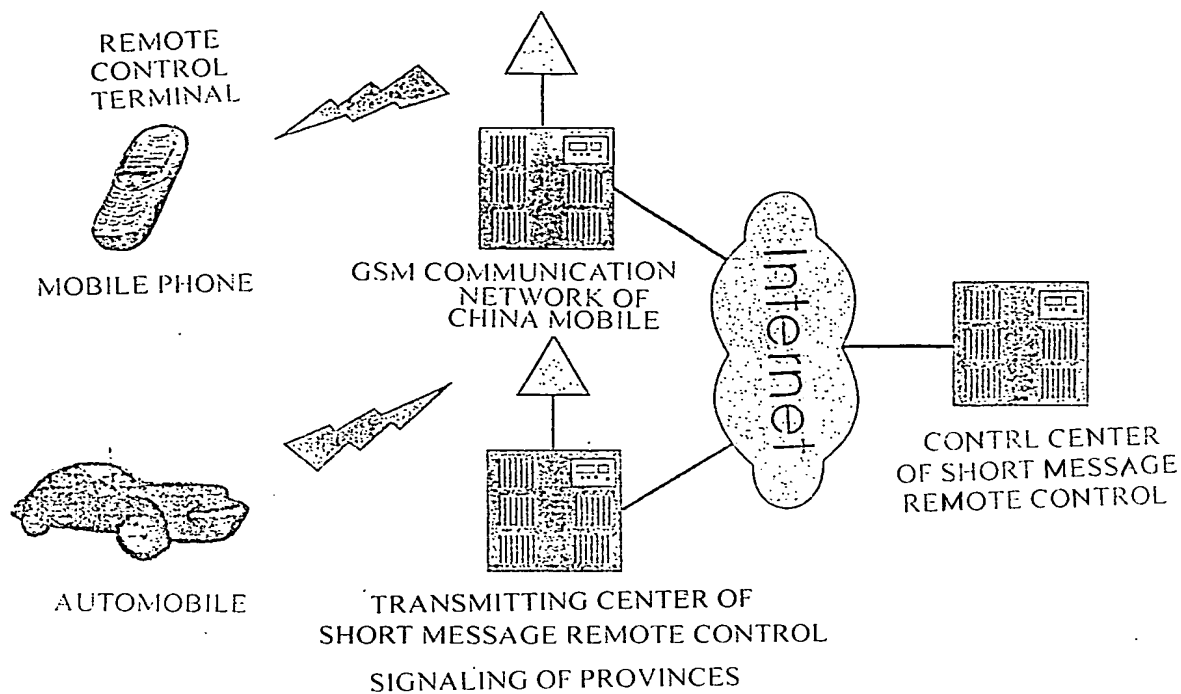 REMOTE
CONTROL
TERMINAL
MOBILE PHONE
GSM COMMUNICATION
NETWORK OF
CHINA MOBILE
Internet
CONTRL CENTER
OF SHORT MESSAGE
REMOTE CONTROL
AUTOMOBILE
TRANSMITTING CENTER OF
SHORT MESSAGE REMOTE CONTROL
SIGNALING OF PROVINCES